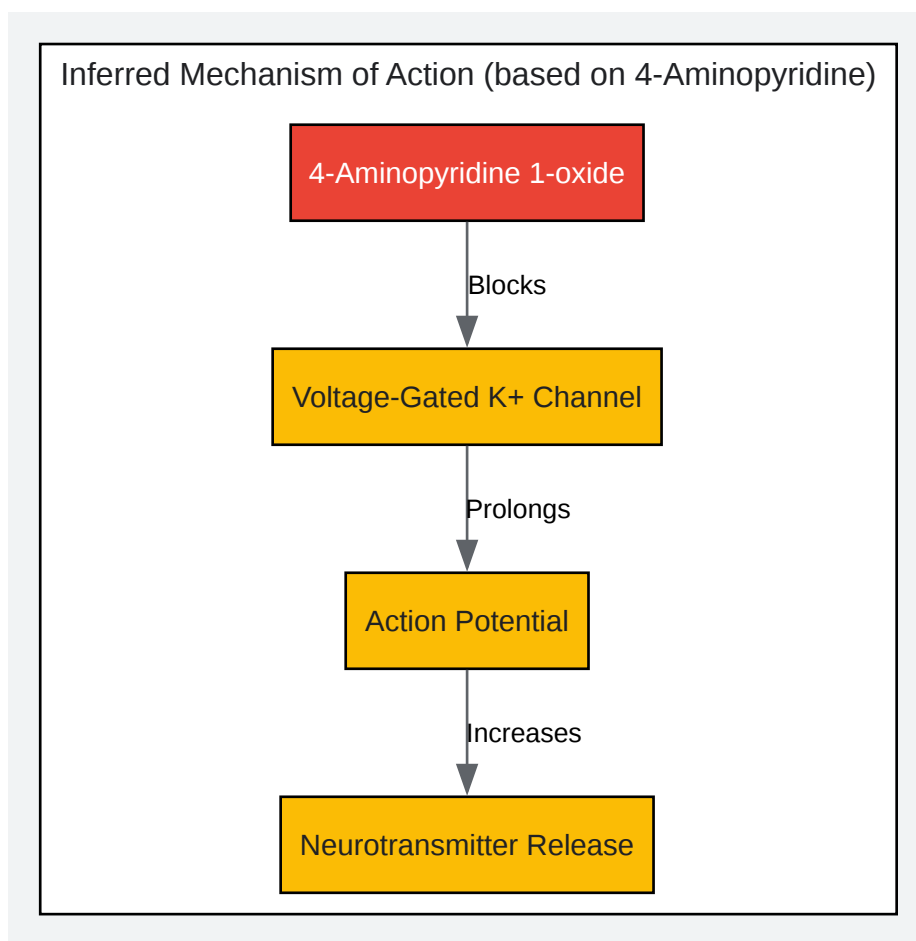 Inferred Mechanism of Action (based on 4-Aminopyridine)
4-Aminopyridine 1-oxide
Blocks
Voltage-Gated K+ Channel
Prolongs
Action Potential
Increases
Neurotransmitter Release